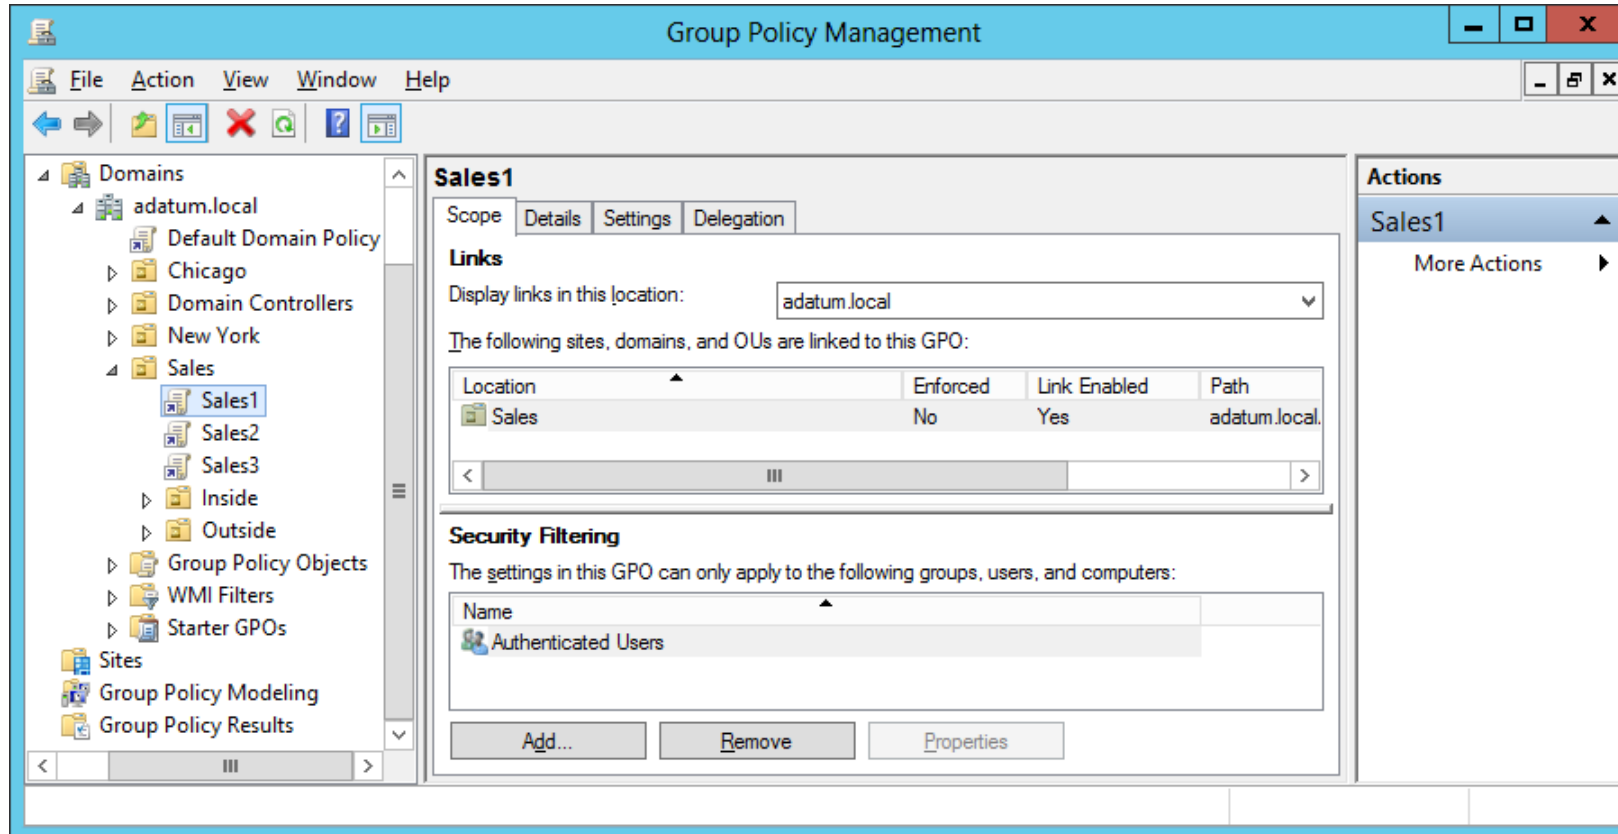 Group Policy Management
File Action View Window Help
Domains
adatum.local
Default Domain Policy
Chicago
Domain Controllers
New York
Sales
Sales1
Sales2
Sales3
Inside
Outside
Group Policy Objects
WMI Filters
Starter GPOs
Sites
Group Policy Modeling
Group Policy Results
Sales1
Scope Details Settings Delegation
Links
Display links in this location: adatum.local
The following sites, domains, and OUs are linked to this GPO:
Location Enforced Link Enabled Path
Sales No Yes adatum.local.
Security Filtering
The settings in this GPO can only apply to the following groups, users, and computers:
Name
Authenticated Users
Add... Remove Properties
Actions
Sales1
More Actions